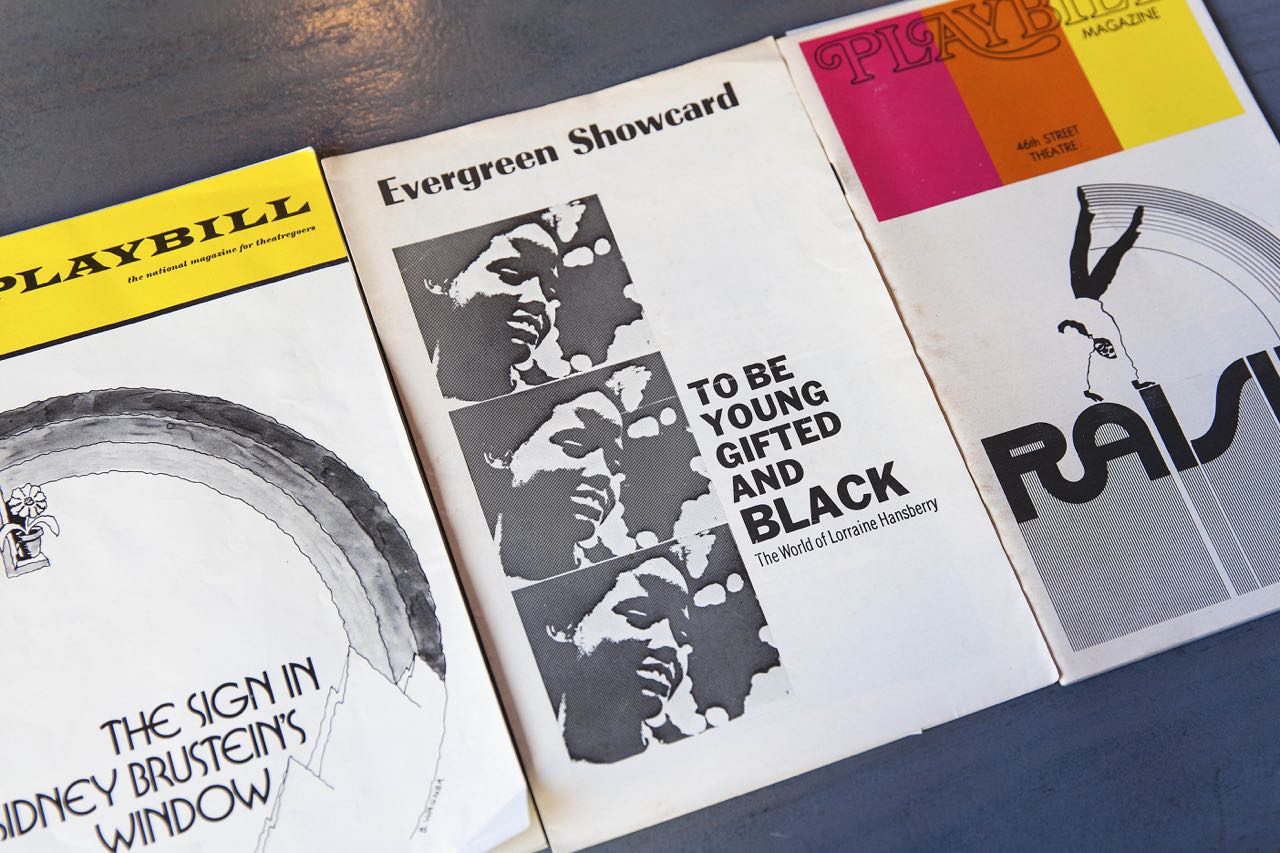 PLAYBILL
the national magazine for theatregoers
THE SIGN IN
SIDNEY BRUSTEIN'S
WINDOW
Evergreen Showcard
TO BE
YOUNG
GIFTED
AND
BLACK
The World of Lorraine Hansberry
PLAYBILL
MAGAZINE
46th STREET
THEATRE